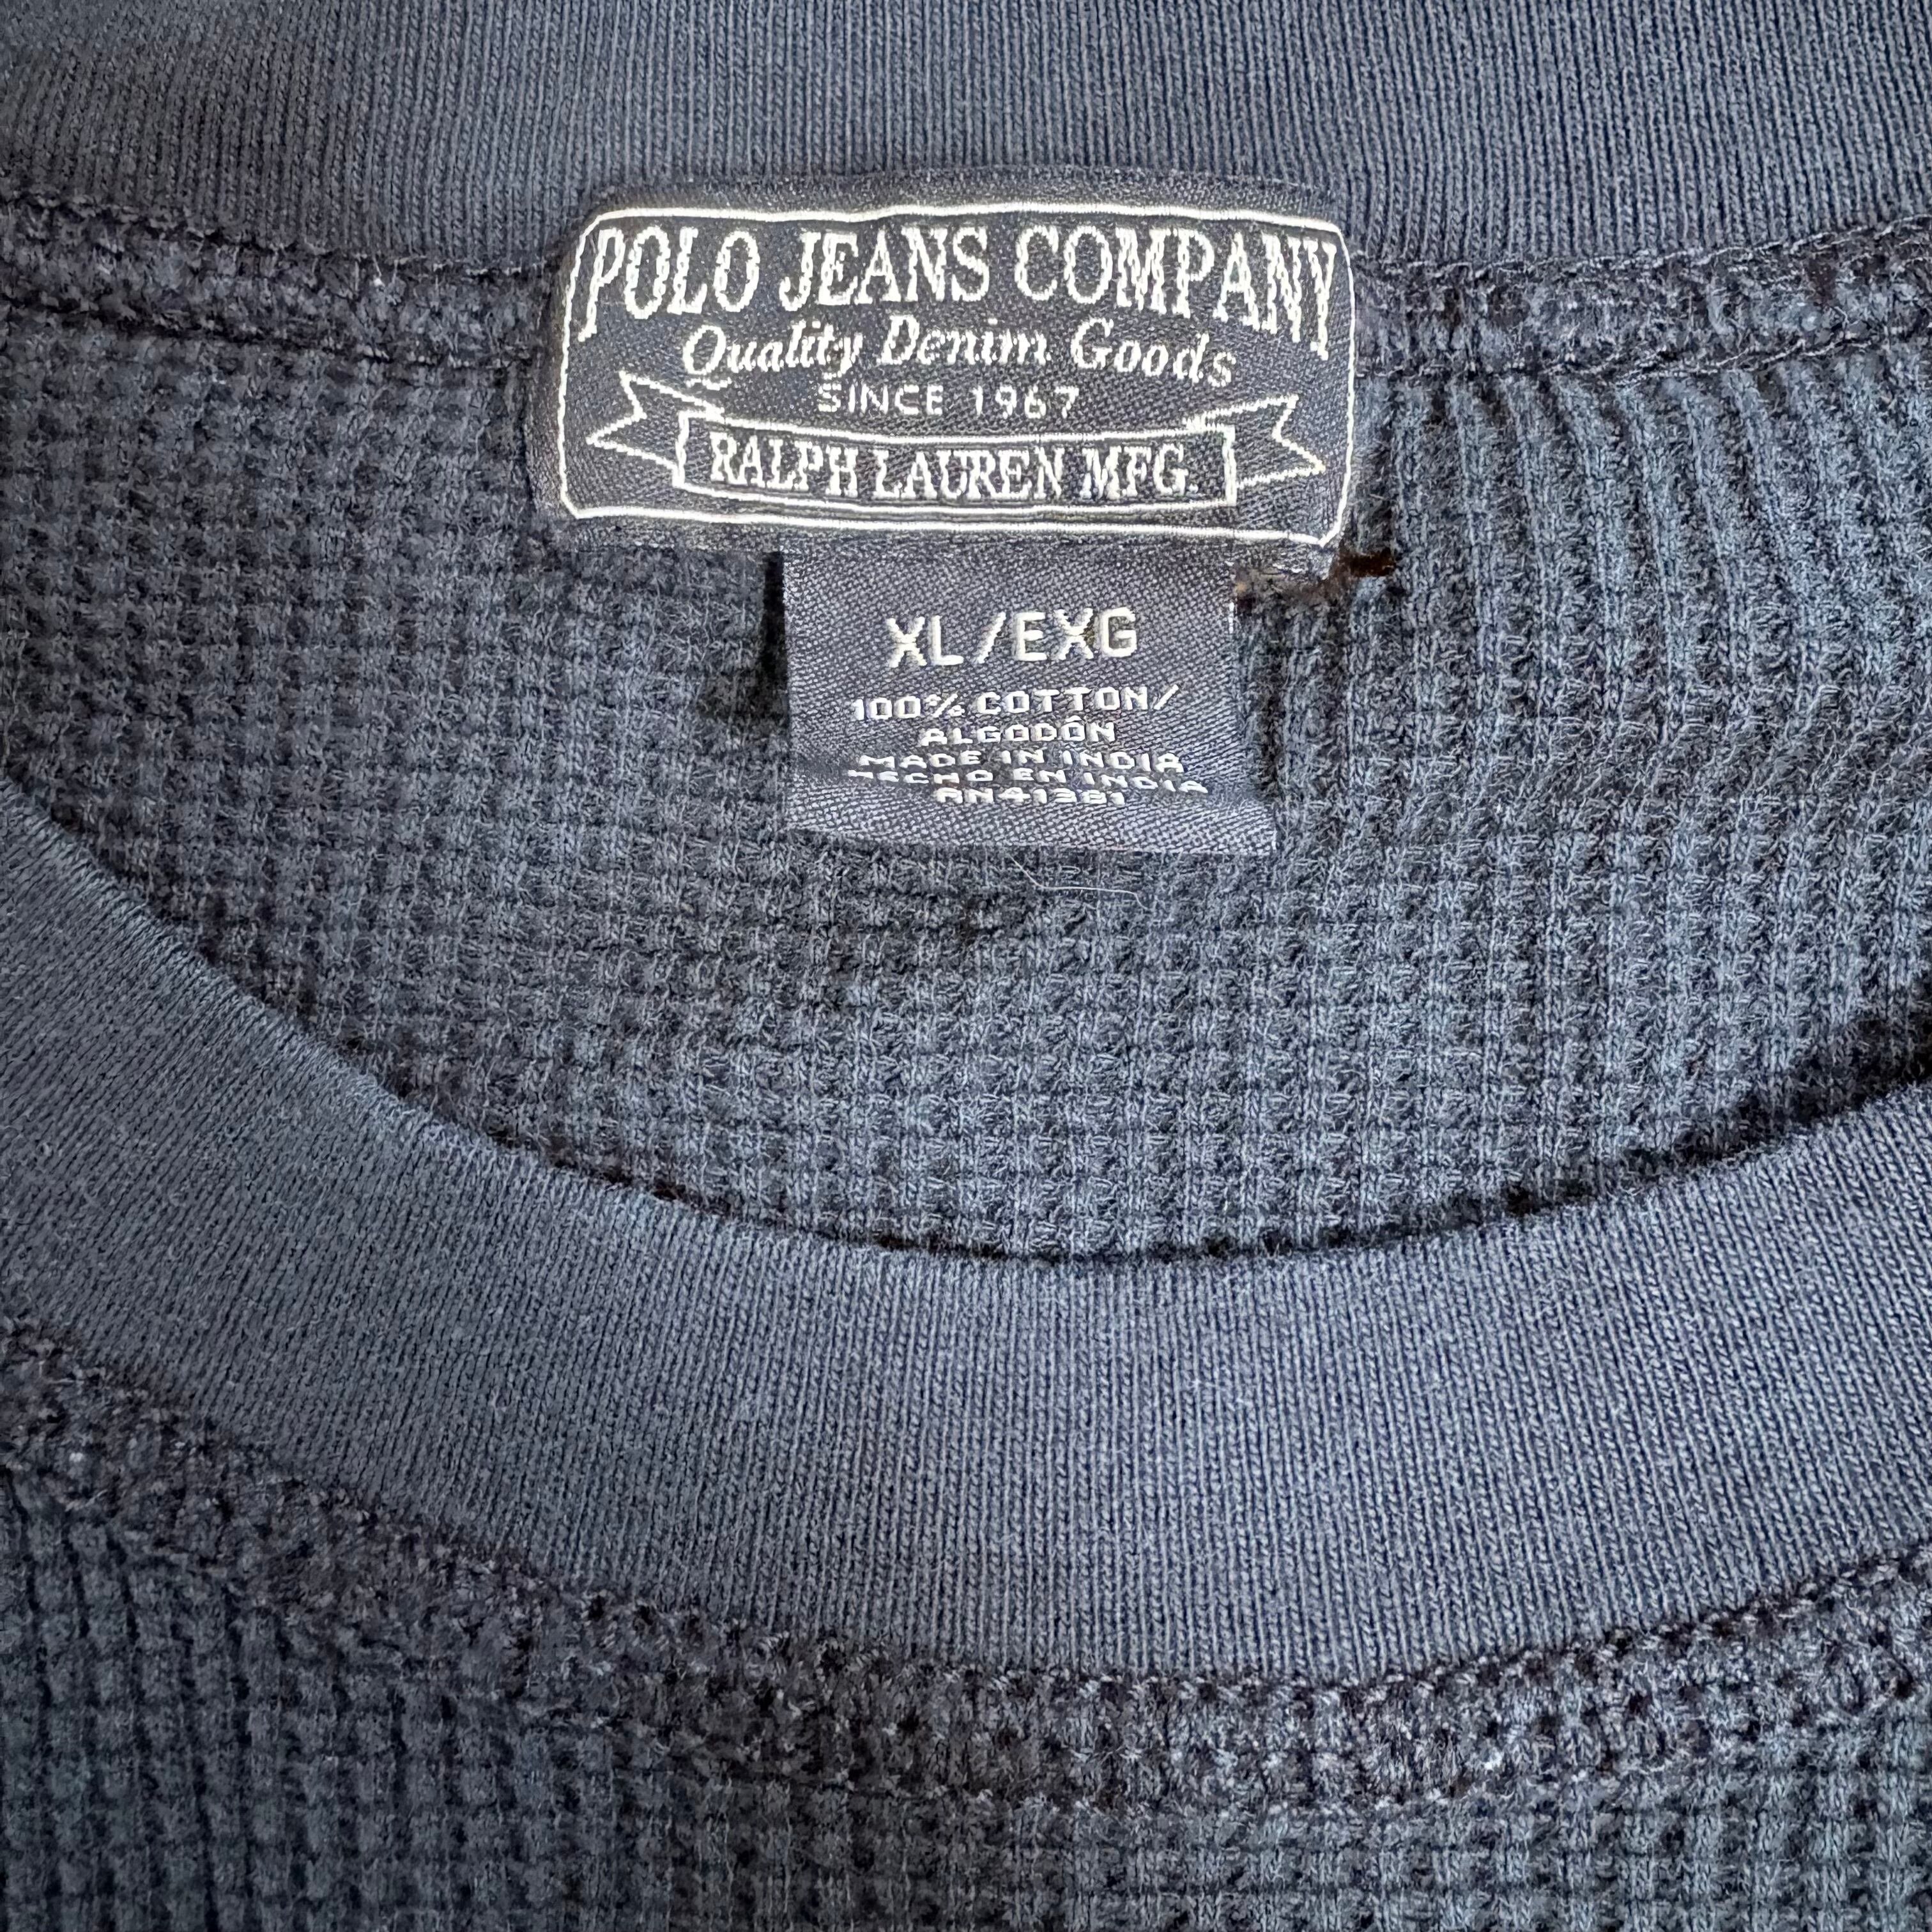 POLO JEANS COMPANY
Quality Denim Goods
SINCE 1967
RALPH LAUREN MFG.
XL/EXG
100% COTTON/
ALGODÓN
MADE IN INDIA
HECHO EN INDIA
RN41381